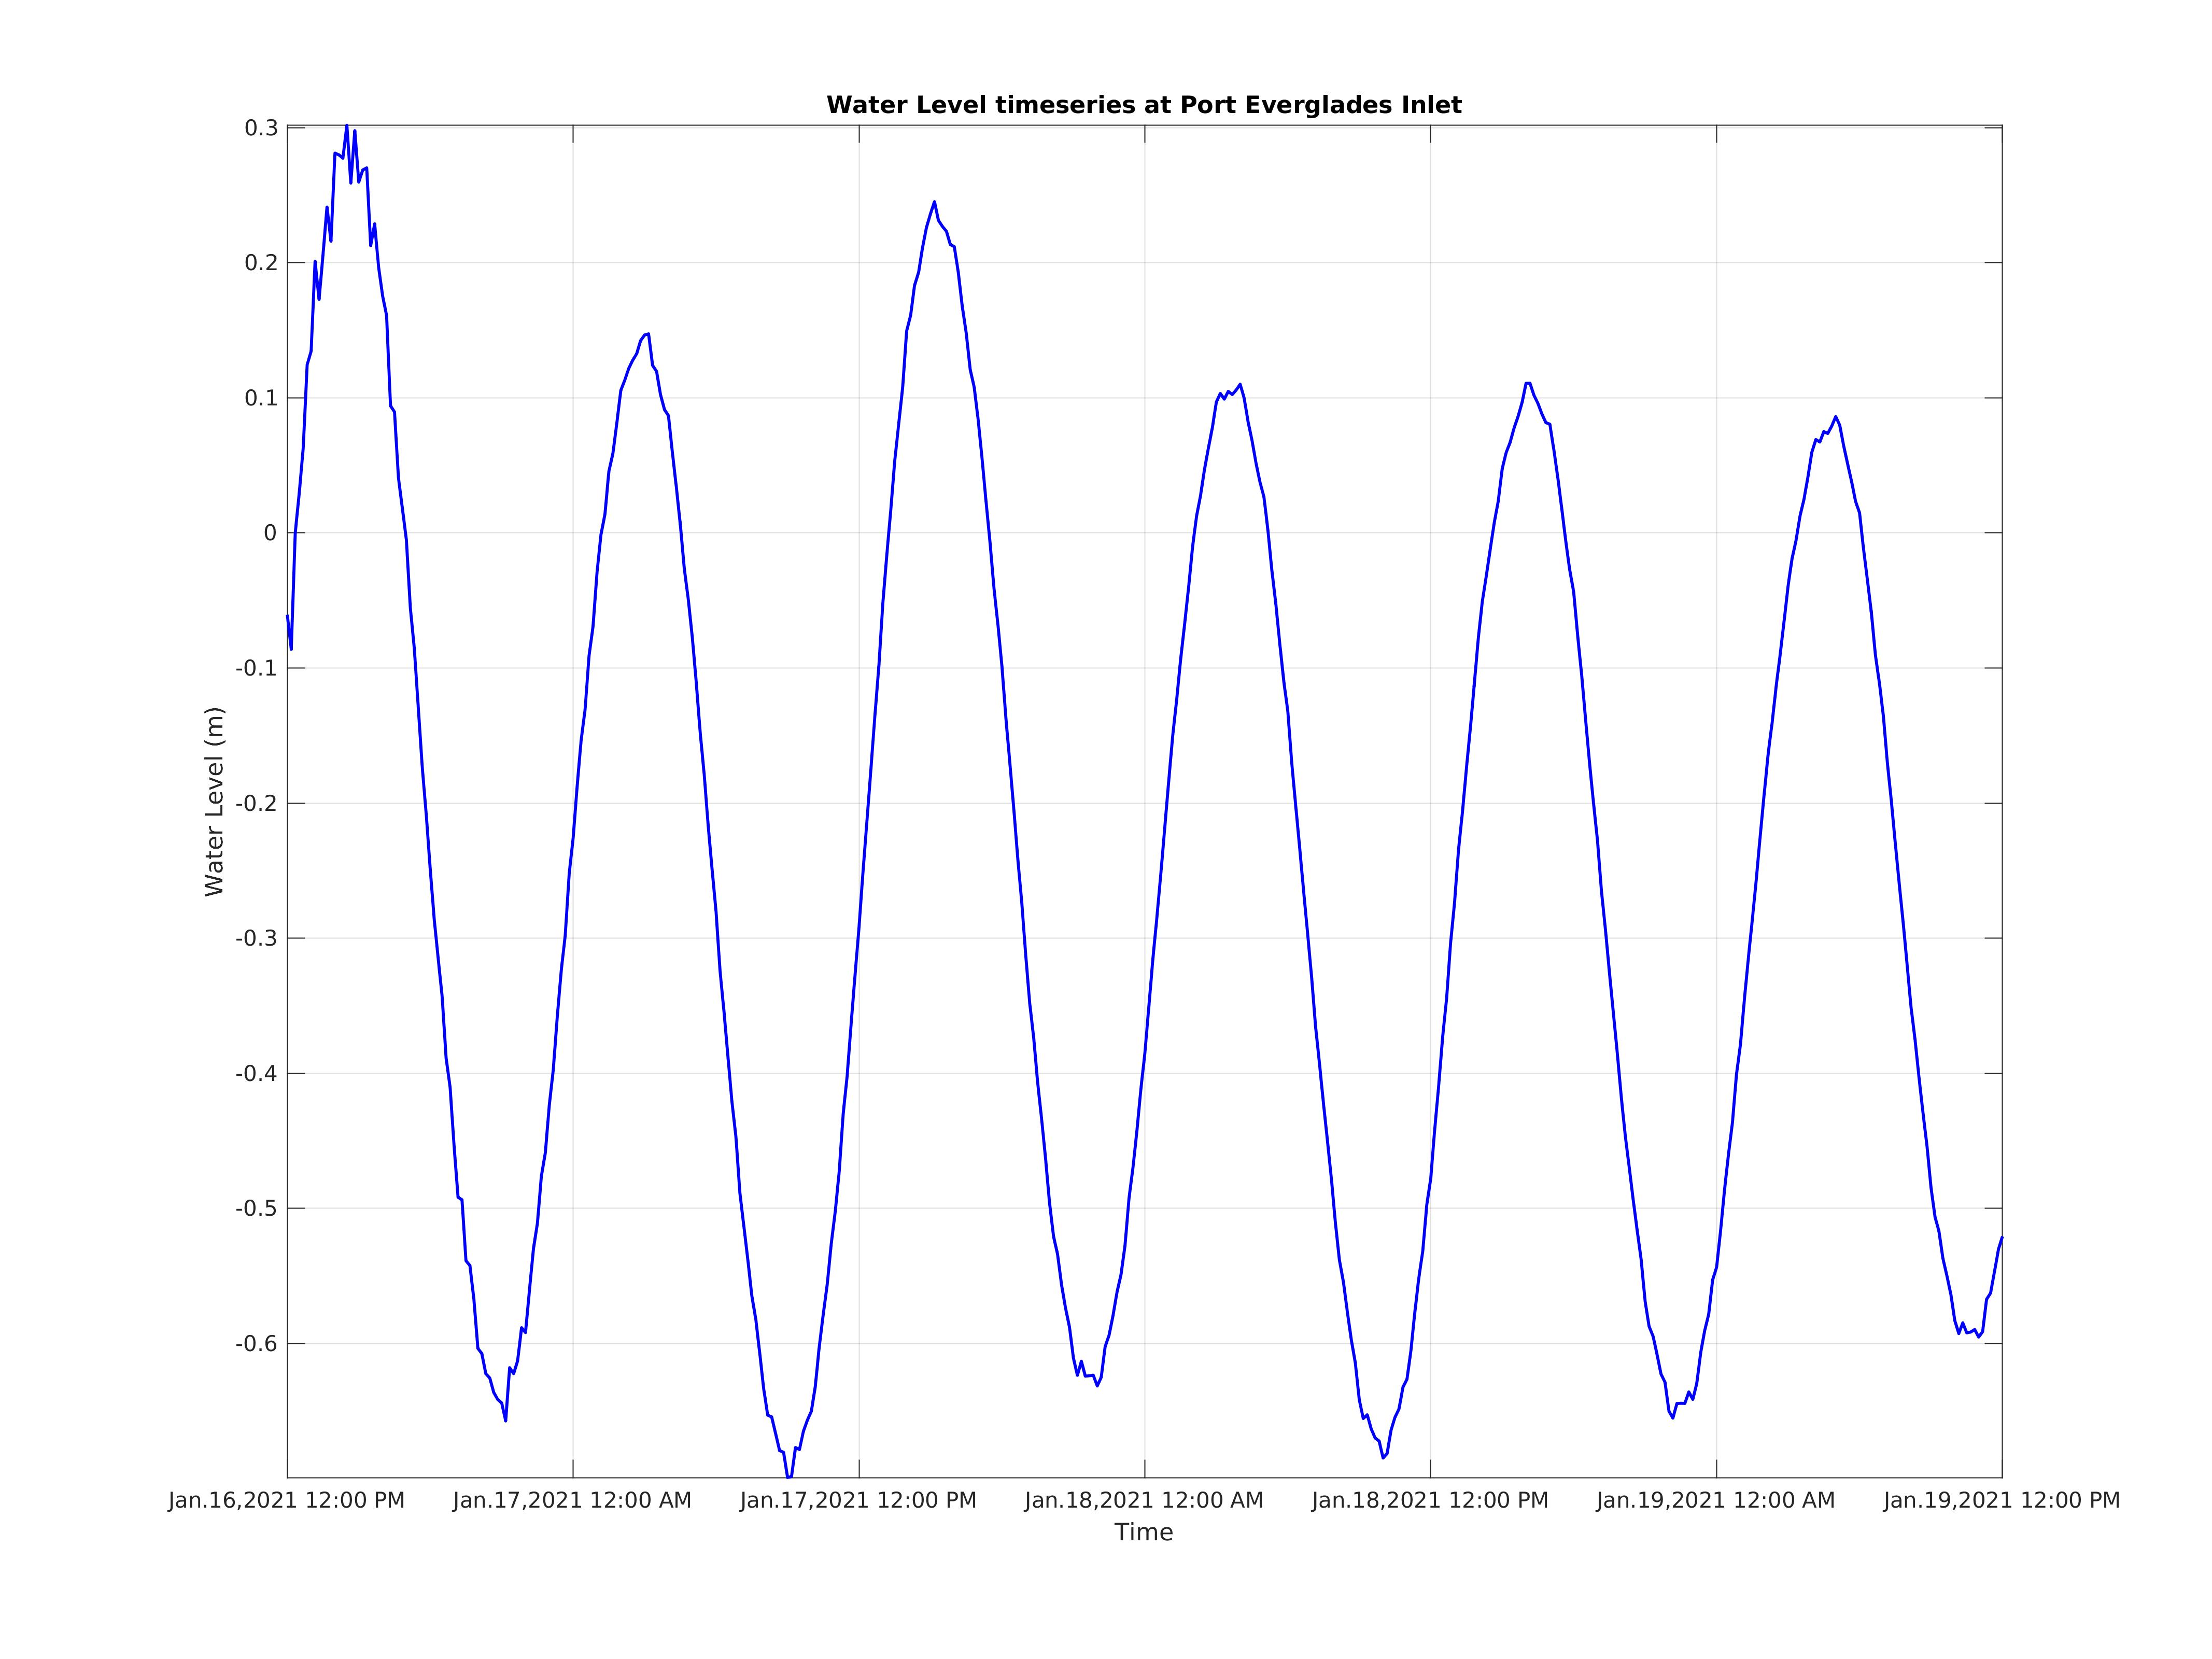 Water Level timeseries at Port Everglades Inlet
0.3
0.2
0.1
0
-0.1
-0.2
-0.3
-0.4
-0.5
-0.6
Water Level (m)
Jan.16,2021 12:00 PM Jan.17,2021 12:00 AM Jan.17,2021 12:00 PM Jan.18,2021 12:00 AM Jan.18,2021 12:00 PM Jan.19,2021 12:00 AM Jan.19,2021 12:00 PM
Time